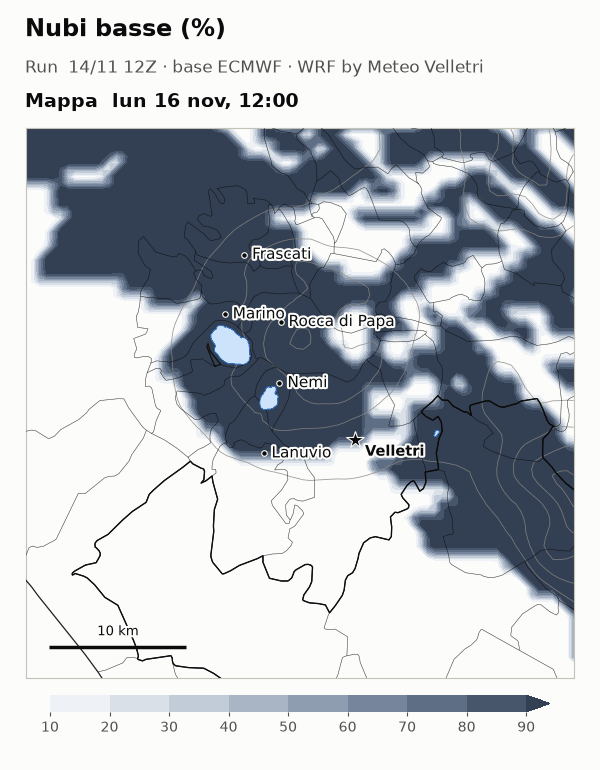 Nubi basse (%)
Run  14/11 12Z · base ECMWF · WRF by Meteo Velletri
Mappa  lun 16 nov, 12:00
Frascati
Marino
Rocca di Papa
Nemi
Velletri
Lanuvio
10 km
10 20 30 40 50 60 70 80 90